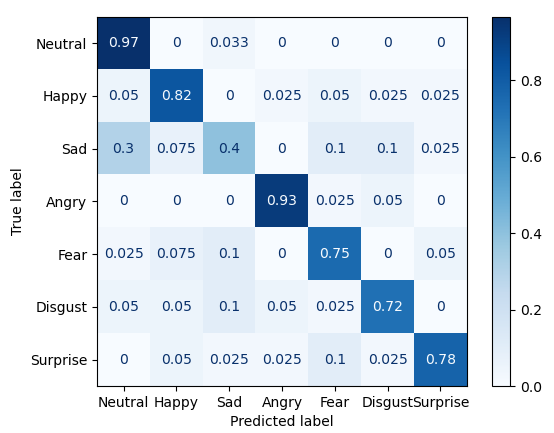 Neutral 0.97 0 0.033 0 0 0 0
Happy 0.05 0.82 0 0.025 0.05 0.025 0.025
Sad 0.3 0.075 0.4 0 0.1 0.1 0.025
Angry 0 0 0 0.93 0.025 0.05 0
Fear 0.025 0.075 0.1 0 0.75 0 0.05
Disgust 0.05 0.05 0.1 0.05 0.025 0.72 0
Surprise 0 0.05 0.025 0.025 0.1 0.025 0.78
Neutral Happy Sad Angry Fear Disgust Surprise
Predicted label
True label
0.8
0.6
0.4
0.2
0.0